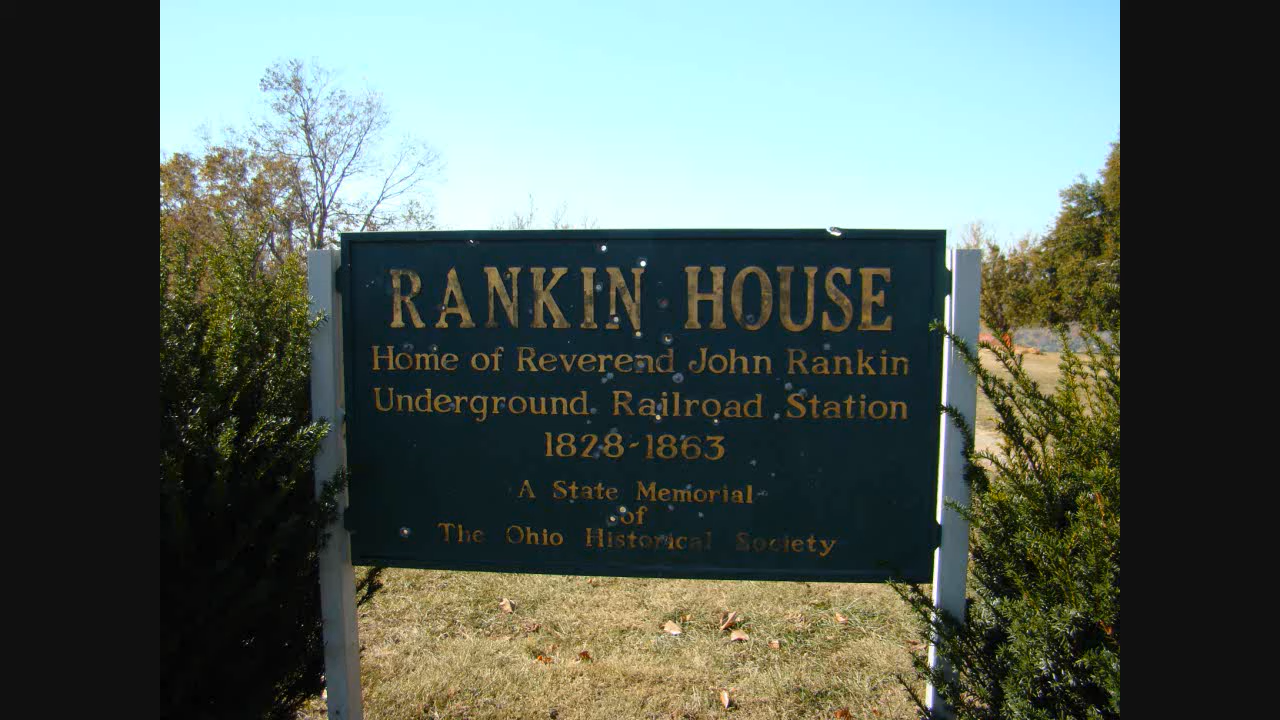 RANKIN HOUSE
Home of Reverend John Rankin
Underground Railroad Station
1828-1863
A State Memorial
of
The Ohio Historical Society